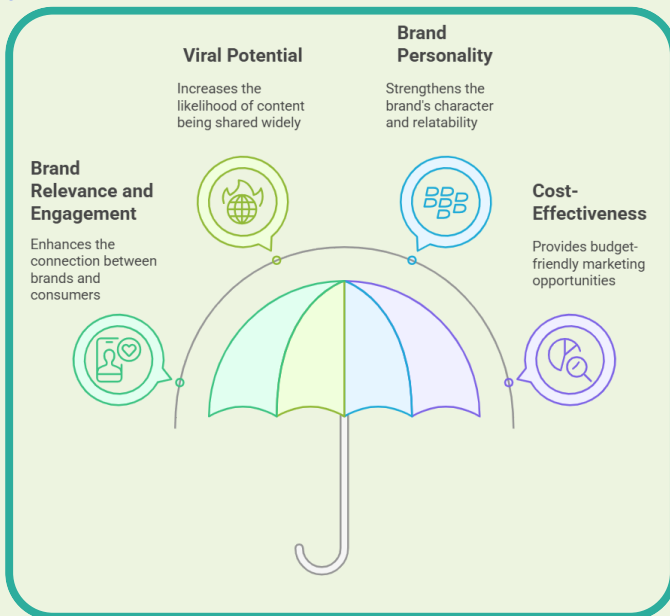 Brand
Relevance and
Engagement
Enhances the
connection between
brands and
consumers
Viral Potential
Increases the
likelihood of content
being shared widely
Brand
Personality
Strengthens the
brand's character
and relatability
Cost-
Effectiveness
Provides budget-
friendly marketing
opportunities